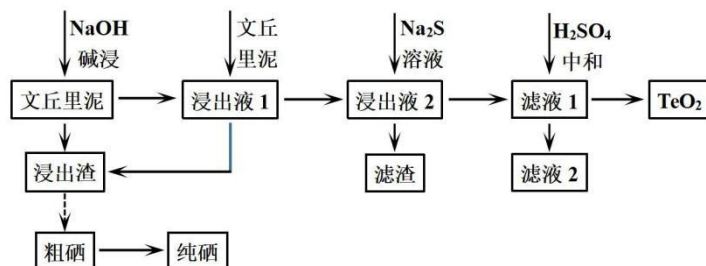 NaOH
碱浸
文丘
里泥
Na₂S
溶液
H₂SO₄
中和
文丘里泥
浸出液 1
浸出液 2
滤液 1
TeO₂
浸出渣
滤渣
滤液 2
粗硒
纯硒